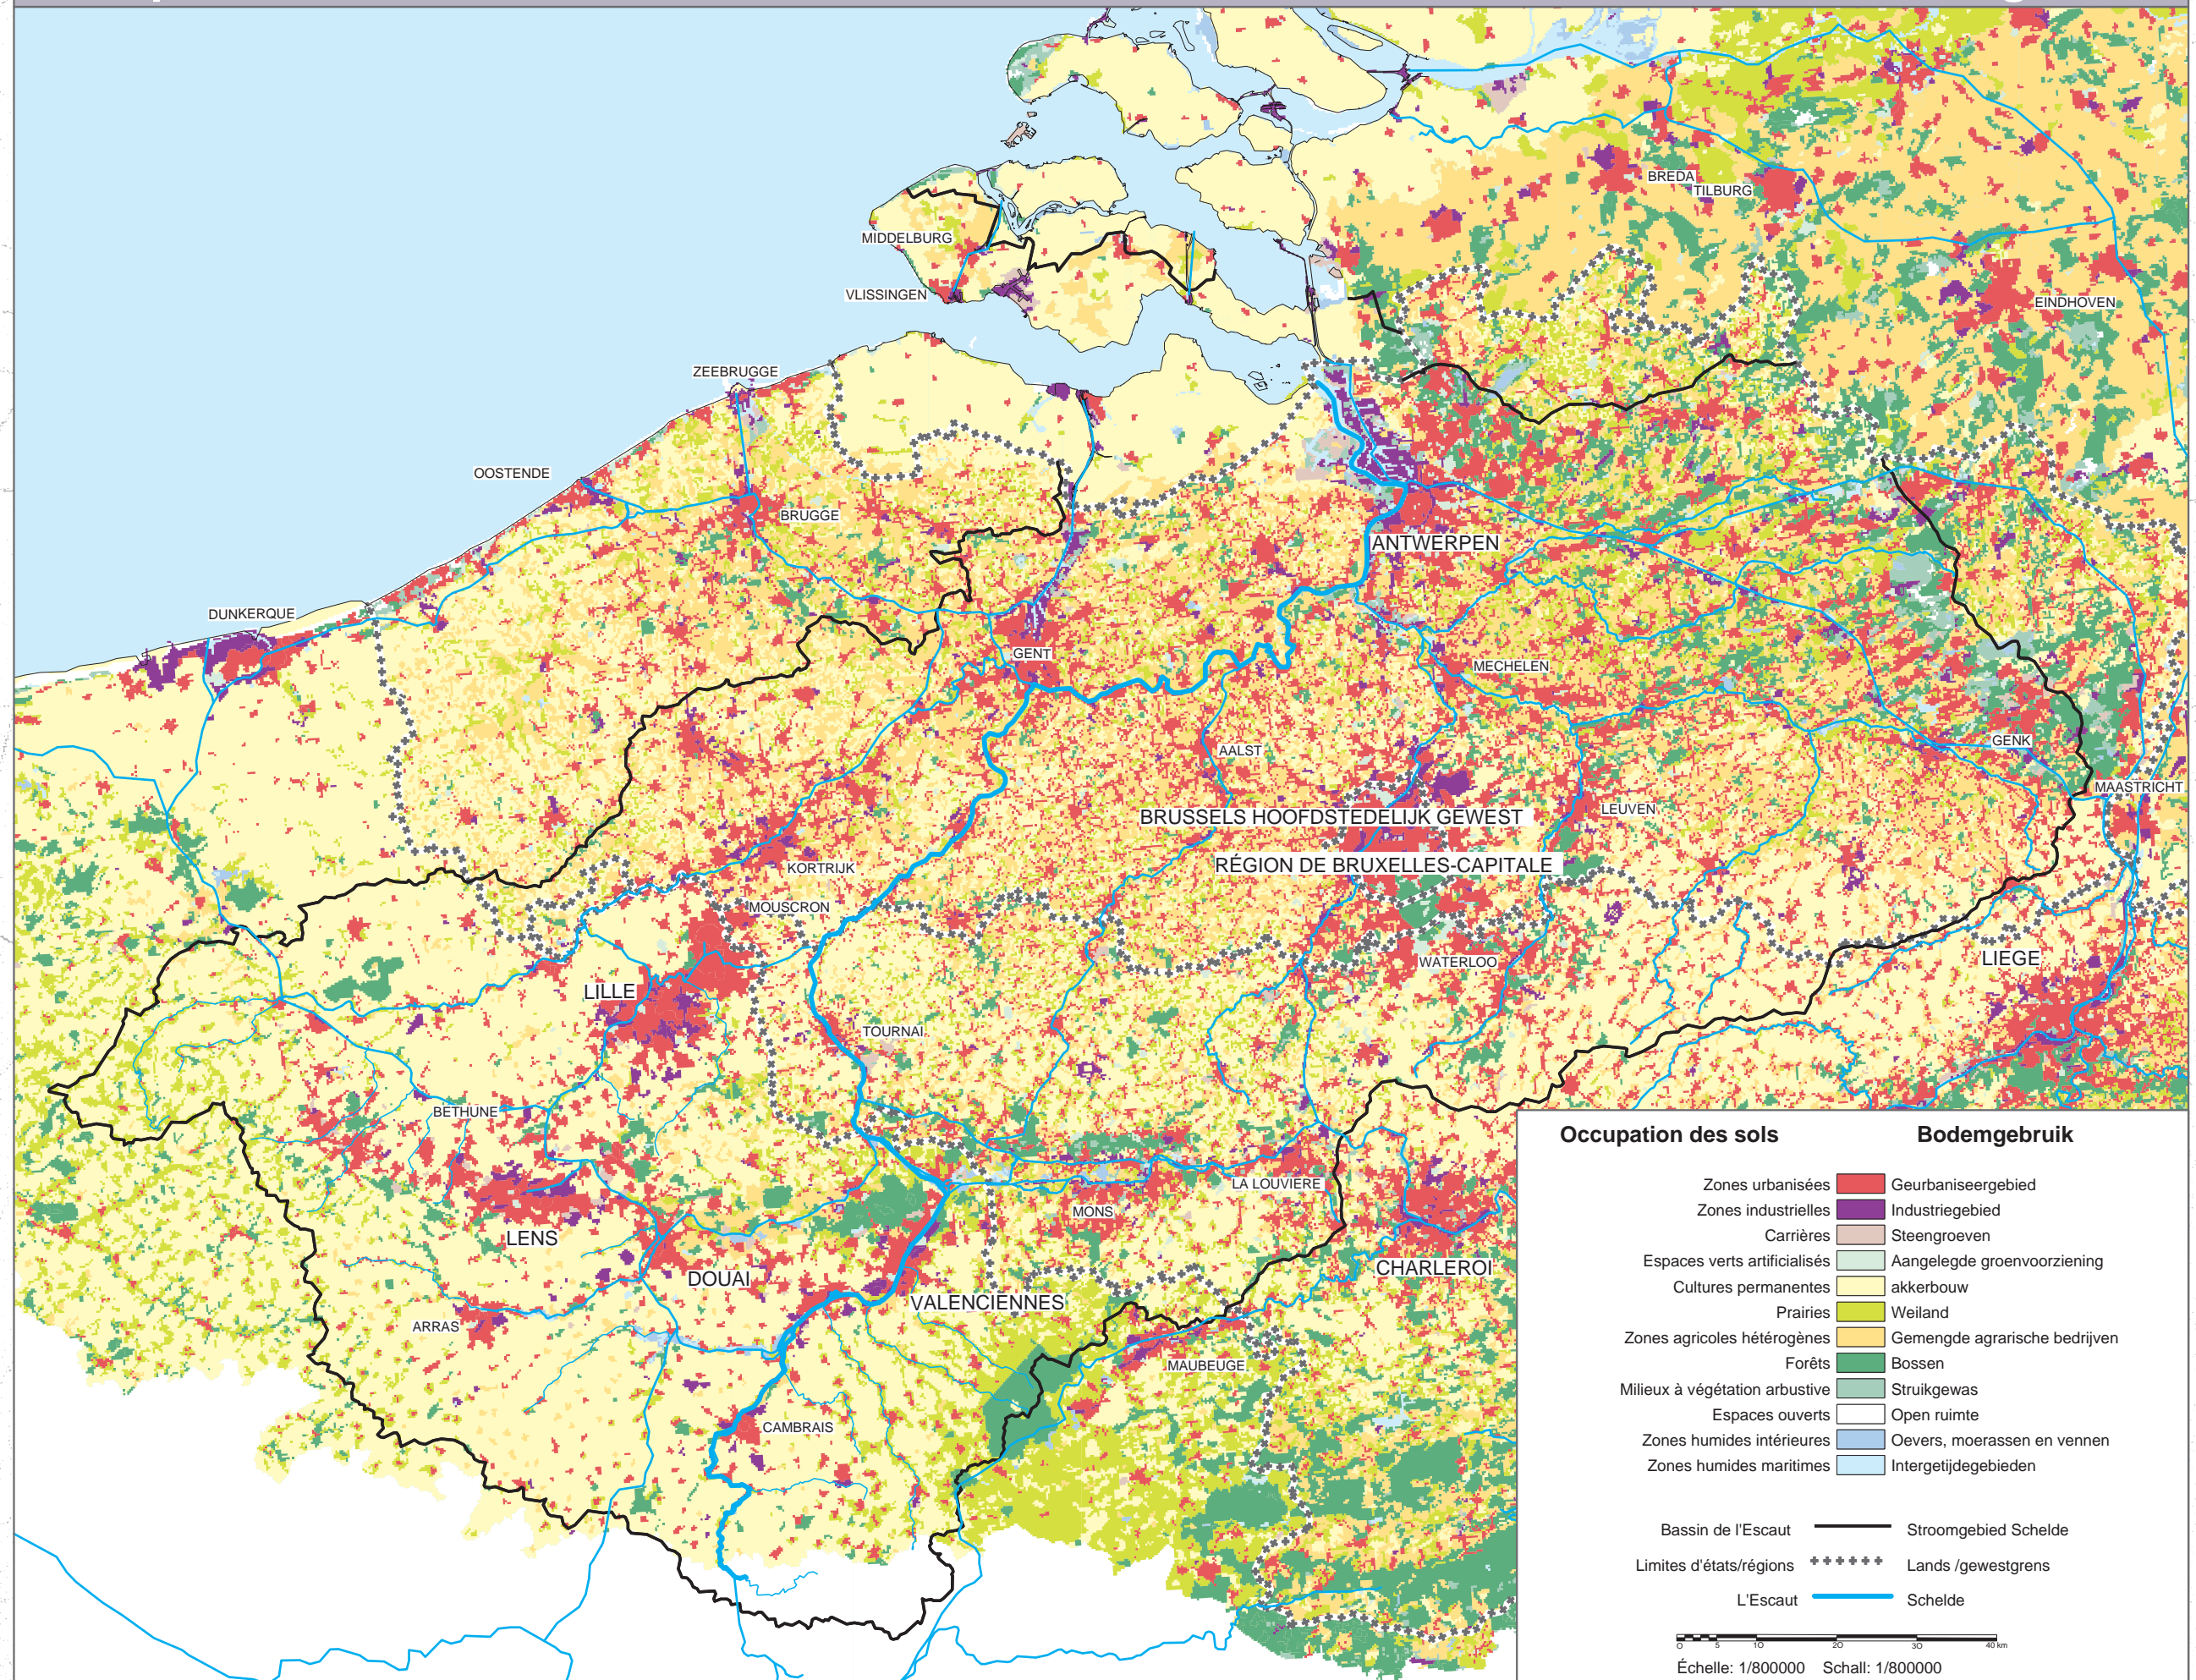 BREDA
TILBURG
MIDDELBURG
VLISSINGEN
EINDHOVEN
ZEEBRUGGE
OOSTENDE
BRUGGE
ANTWERPEN
DUNKERQUE
GENT
MECHELEN
AALST
GENK
MAASTRICHT
LEUVEN
BRUSSELS HOOFDSTEDELIJK GEWEST
RÉGION DE BRUXELLES-CAPITALE
KORTRIJK
MOUSCRON
WATERLOO
LIEGE
LILLE
TOURNAI
BETHUNE
LA LOUVIERE
MONS
LENS
DOUAI
CHARLEROI
VALENCIENNES
ARRAS
MAUBEUGE
CAMBRAIS
Occupation des sols Bodemgebruik
Zones urbanisées Geurbaniseergebied
Zones industrielles Industriegebied
Carrières Steengroeven
Espaces verts artificialisés Aangelegde groenvoorziening
Cultures permanentes akkerbouw
Prairies Weiland
Zones agricoles hétérogènes Gemengde agrarische bedrijven
Forêts Bossen
Milieux à végétation arbustive Struikgewas
Espaces ouverts Open ruimte
Zones humides intérieures Oevers, moerassen en vennen
Zones humides maritimes Intergetijdegebieden
Bassin de l'Escaut Stroomgebied Schelde
Limites d'états/régions Lands /gewestgrens
L'Escaut Schelde
0 5 10 20 30 40 km
Échelle: 1/800000 Schall: 1/800000